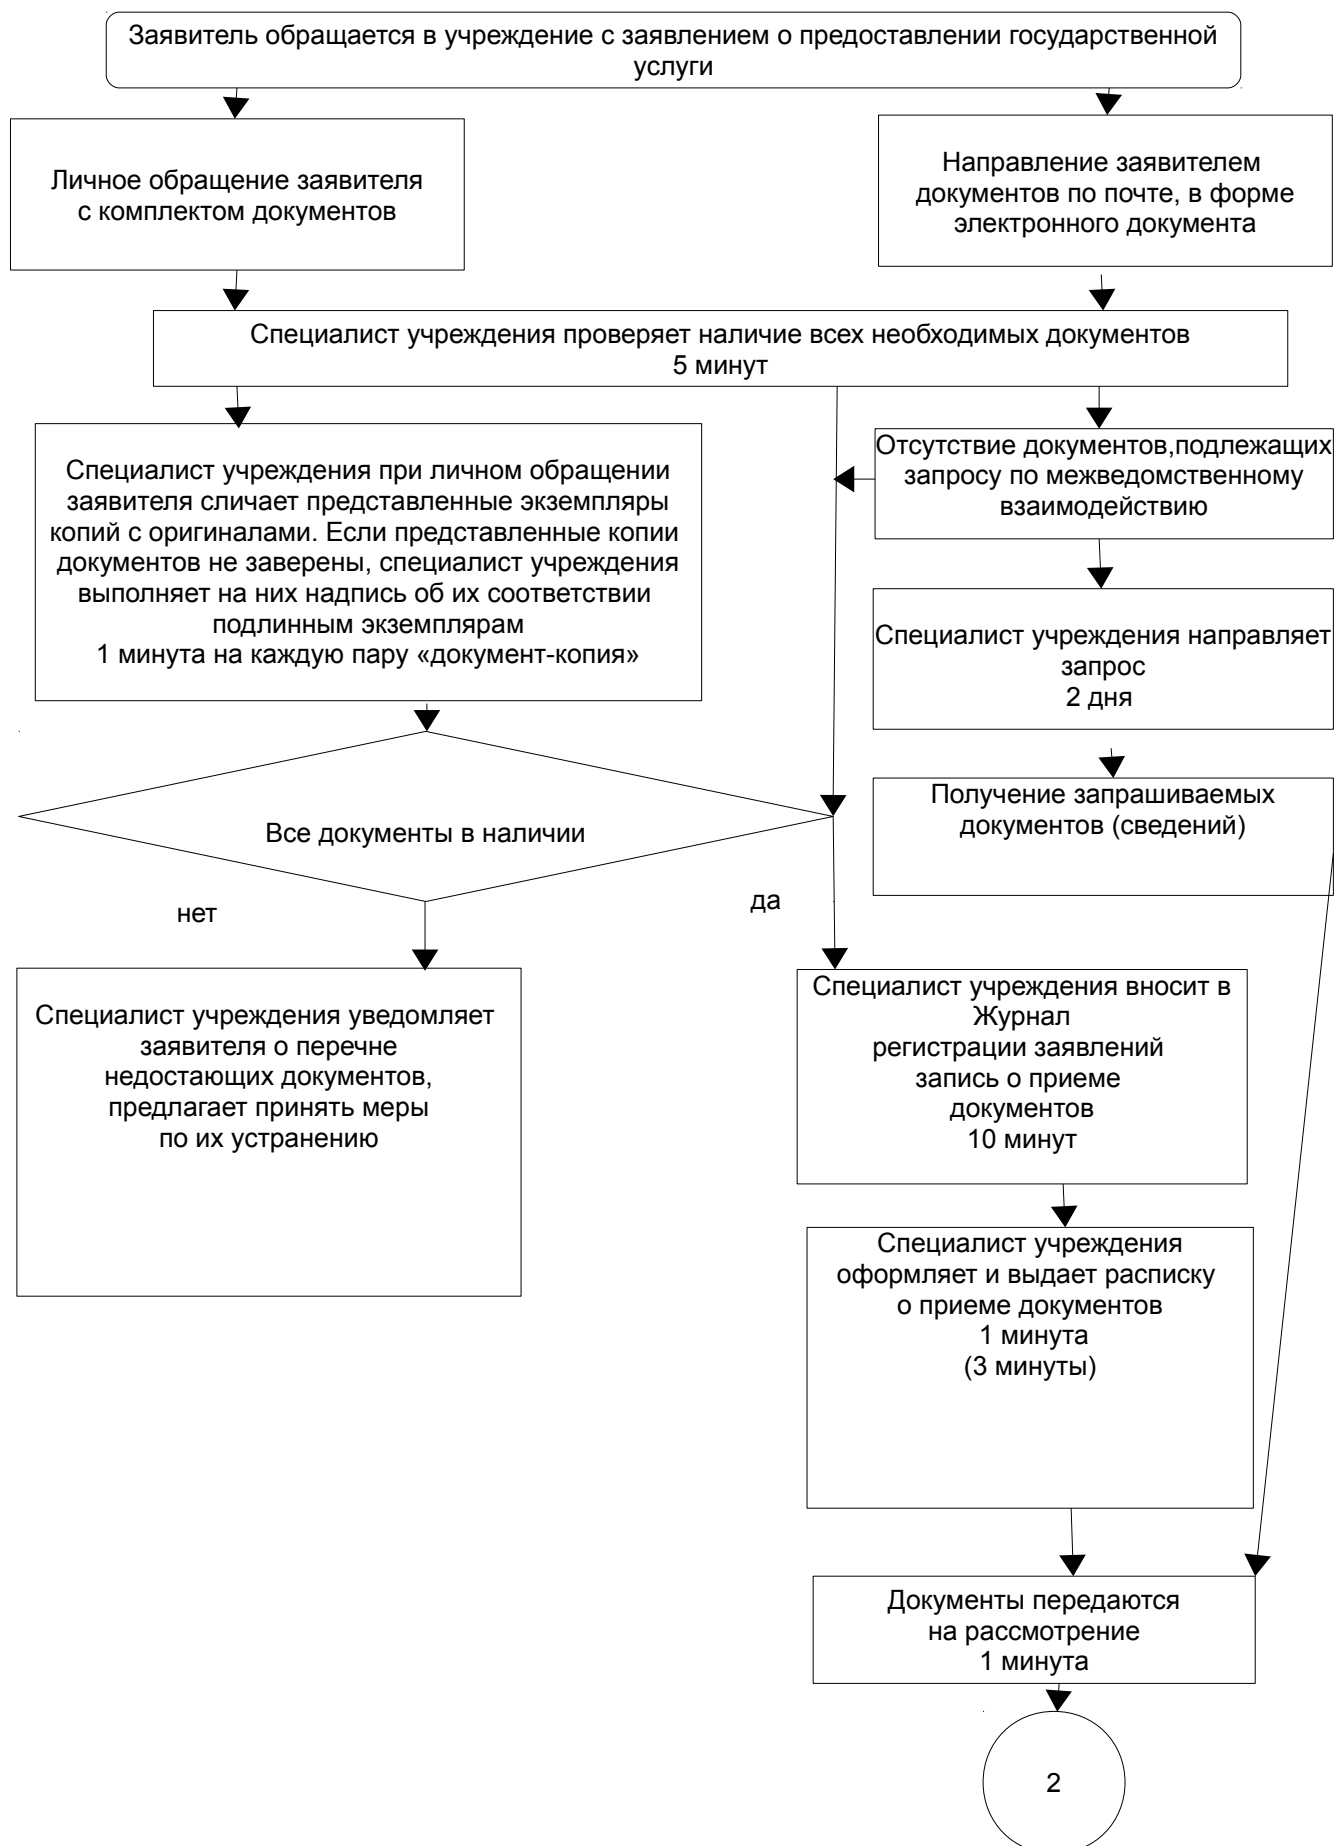 Заявитель обращается в учреждение с заявлением о предоставлении государственной
услуги
Личное обращение заявителя
с комплектом документов
Направление заявителем
документов по почте, в форме
электронного документа
Специалист учреждения проверяет наличие всех необходимых документов
5 минут
Специалист учреждения при личном обращении
заявителя сличает представленные экземпляры
копий с оригиналами. Если представленные копии
документов не заверены, специалист учреждения
выполняет на них надпись об их соответствии
подлинным экземплярам
1 минута на каждую пару «документ-копия»
Отсутствие документов,подлежащих
запросу по межведомственному
взаимодействию
Специалист учреждения направляет
запрос
2 дня
Получение запрашиваемых
документов (сведений)
Все документы в наличии
нет
да
Специалист учреждения уведомляет
заявителя о перечне
недостающих документов,
предлагает принять меры
по их устранению
Специалист учреждения вносит в
Журнал
регистрации заявлений
запись о приеме
документов
10 минут
Специалист учреждения
оформляет и выдает расписку
о приеме документов
1 минута
(3 минуты)
Документы передаются
на рассмотрение
1 минута
2